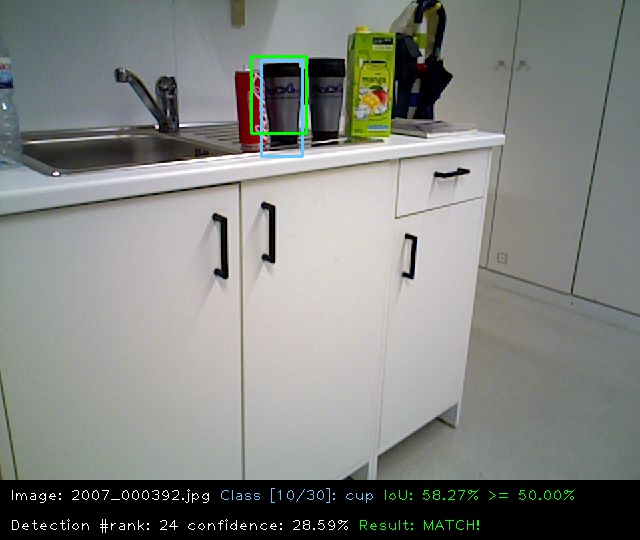 mango
Image: 2007_000392.jpg Class [10/30]: cup IoU: 58.27% >= 50.00%
Detection #rank: 24 confidence: 28.59% Result: MATCH!